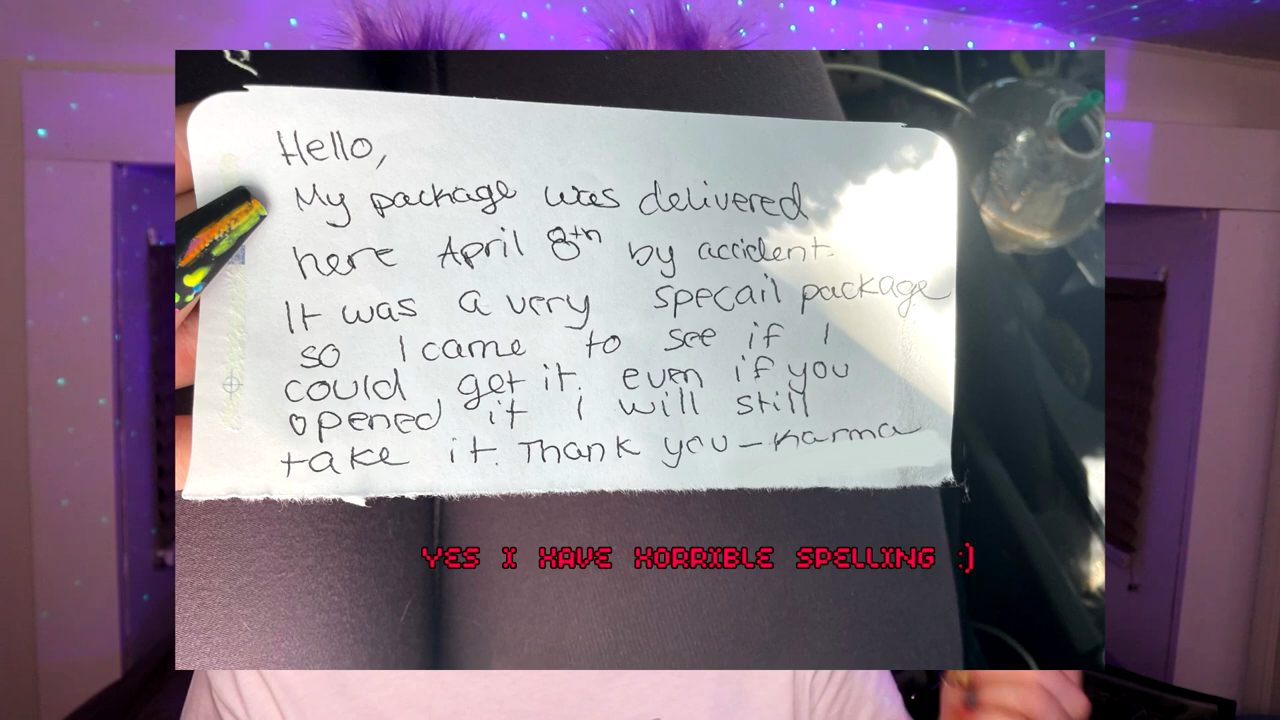 Hello,
My package was delivered
here April 8th by accident.
It was a very specail package
so I came to see if I
could get it. even if you
opened it I will still
take it. Thank you - Karma
YES I HAVE HORRIBLE SPELLING :)